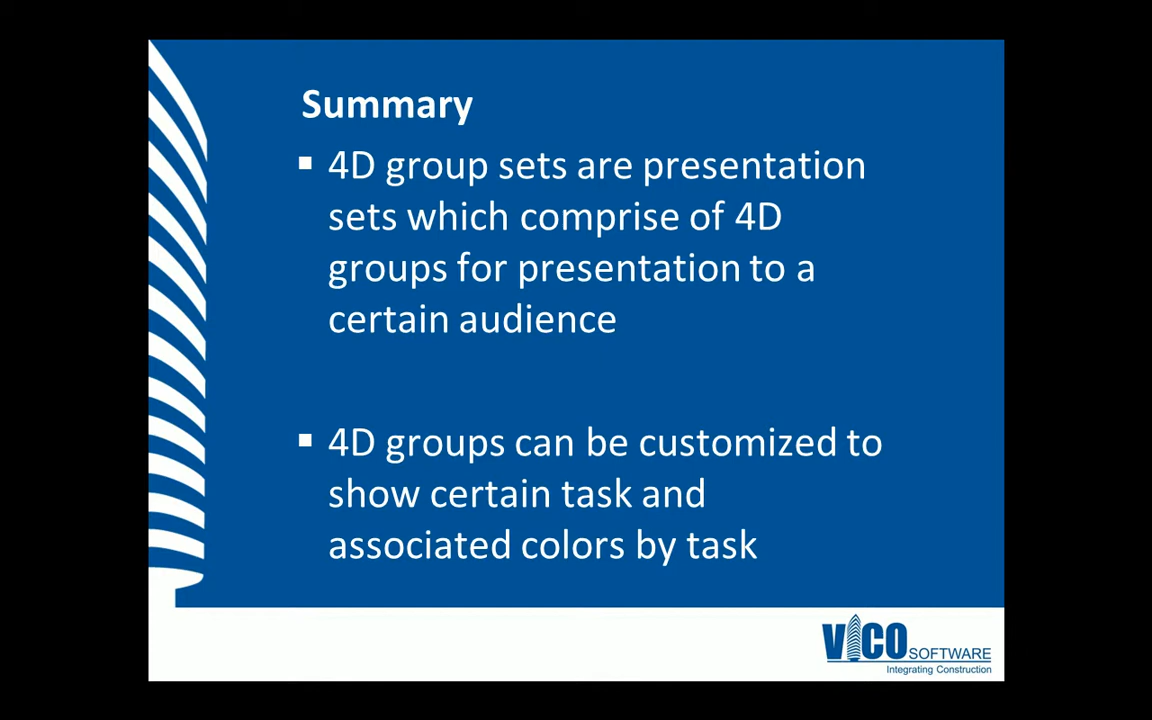 Summary
▪ 4D group sets are presentation
sets which comprise of 4D
groups for presentation to a
certain audience
▪ 4D groups can be customized to
show certain task and
associated colors by task
VICO SOFTWARE
Integrating Construction